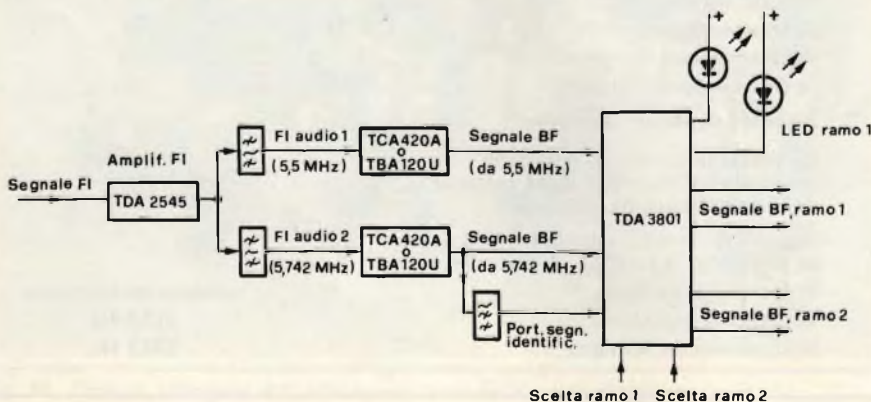 + +
LED ramo 1
Amplif. FI
Segnale FI
TDA 2545
FI audio 1
(5,5 MHz)
TCA420A
o
TBA120U
Segnale BF
(da 5,5 MHz)
FI audio 2
(5,742 MHz)
TCA420A
o
TBA120U
Segnale BF
(da 5,742 MHz)
Port. segn.
identific.
TDA 3801
Segnale BF, ramo 1
Segnale BF, ramo 2
Scelta ramo 1 Scelta ramo 2